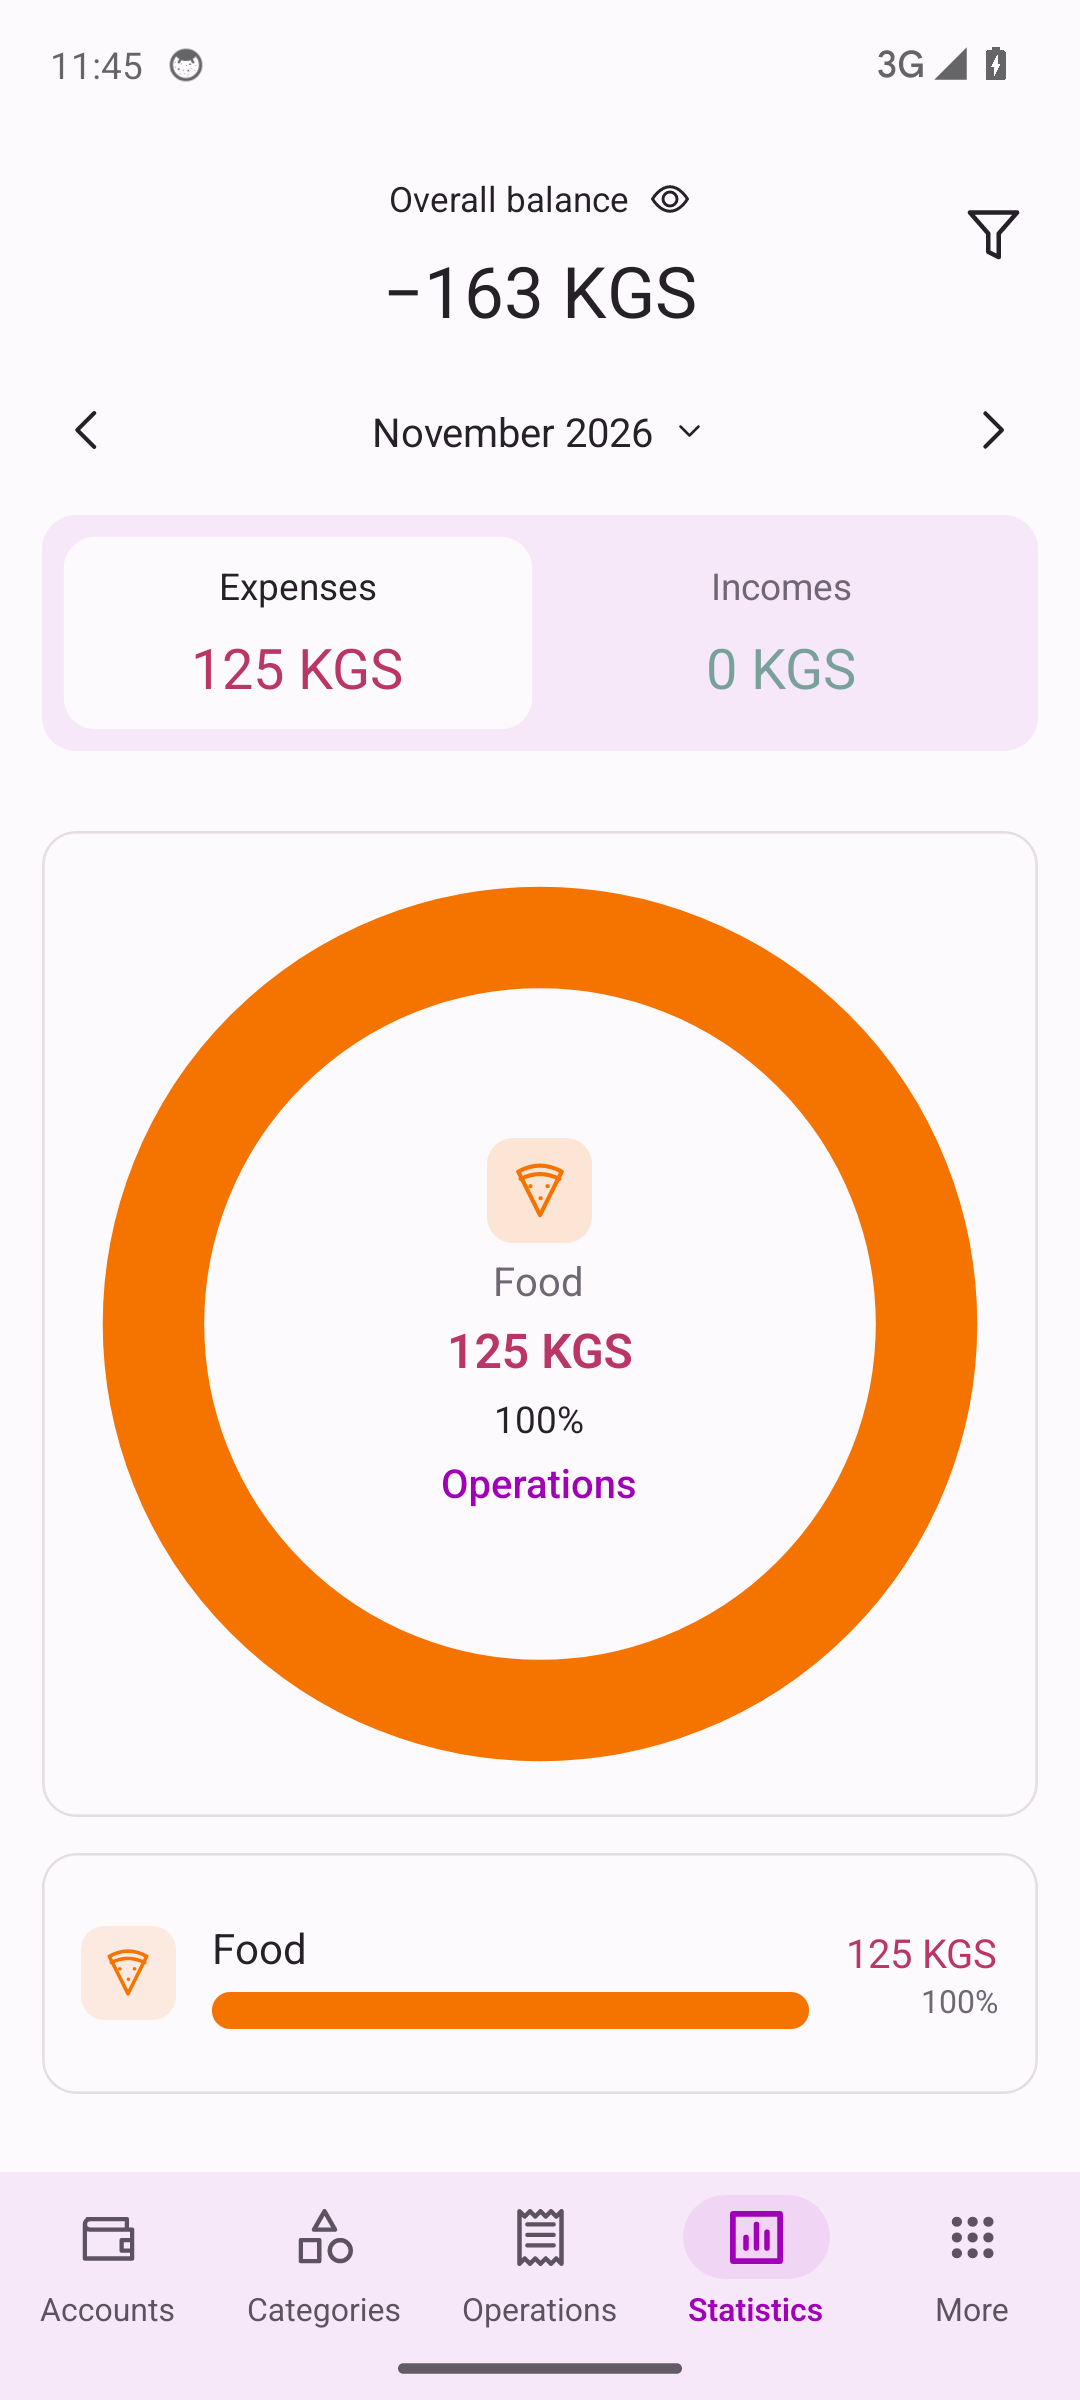 11:45
3G
Overall balance
−163 KGS
November 2026
Expenses
125 KGS
Incomes
0 KGS
Food
125 KGS
100%
Operations
Food
125 KGS
100%
Accounts
Categories
Operations
Statistics
More